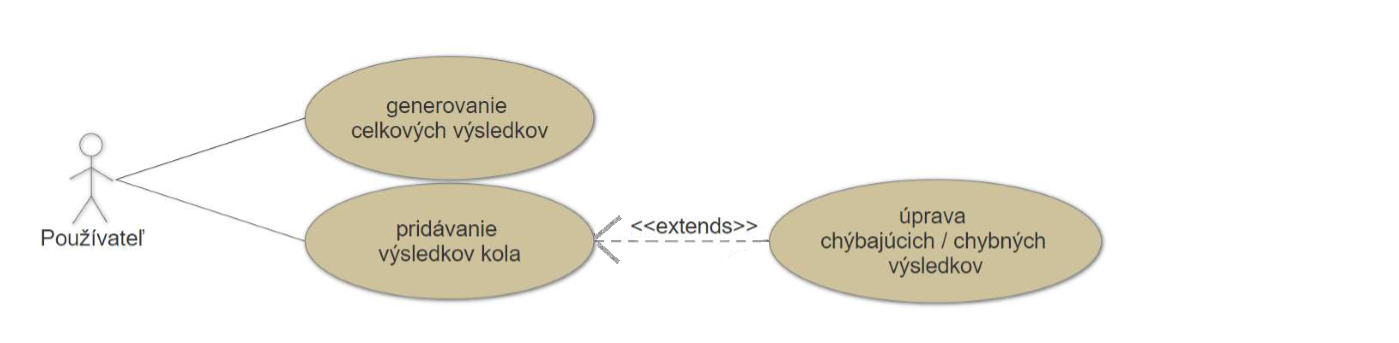 generovanie
celkových výsledkov
Používateľ
pridávanie
výsledkov kola
<<extends>>
úprava
chýbajúcich / chybných
výsledkov